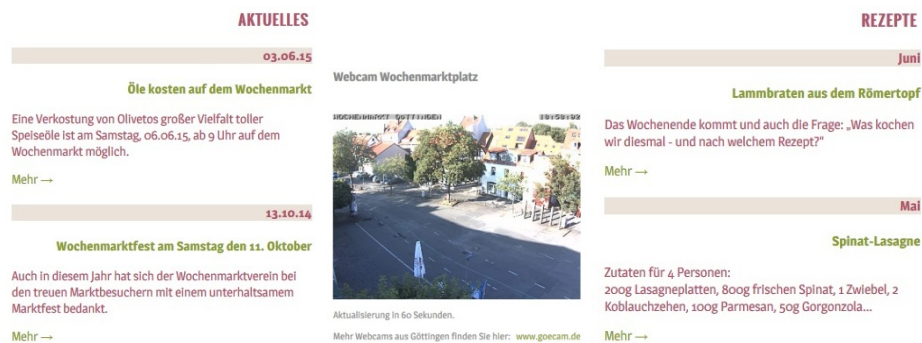 AKTUELLES
03.06.15
Öle kosten auf dem Wochenmarkt
Eine Verkostung von Olivetos großer Vielfalt toller
Speiseöle ist am Samstag, 06.06.15, ab 9 Uhr auf dem
Wochenmarkt möglich.
Mehr →
13.10.14
Wochenmarktfest am Samstag den 11. Oktober
Auch in diesem Jahr hat sich der Wochenmarktverein bei
den treuen Marktbesuchern mit einem unterhaltsamem
Marktfest bedankt.
Mehr →
Webcam Wochenmarktplatz
WOCHENMARKT GOTTINGEN 18:58:02
Aktualisierung in 60 Sekunden.
Mehr Webcams aus Göttingen finden Sie hier: www.goecam.de
REZEPTE
Juni
Lammbraten aus dem Römertopf
Das Wochenende kommt und auch die Frage: „Was kochen
wir diesmal - und nach welchem Rezept?“
Mehr →
Mai
Spinat-Lasagne
Zutaten für 4 Personen:
200g Lasagneplatten, 800g frischen Spinat, 1 Zwiebel, 2
Koblauchzehen, 100g Parmesan, 50g Gorgonzola...
Mehr →